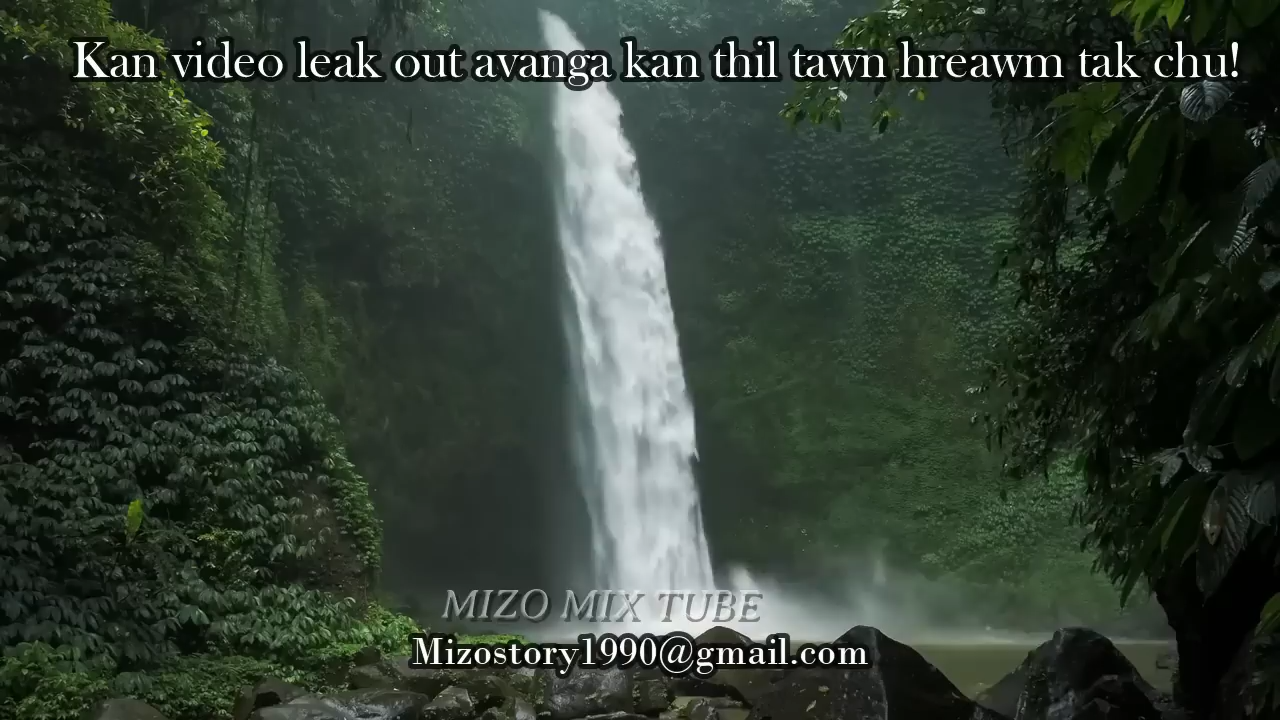 Kan video leak out avanga kan thil tawn hreawm tak chu!
MIZO MIX TUBE
Mizostory1990@gmail.com